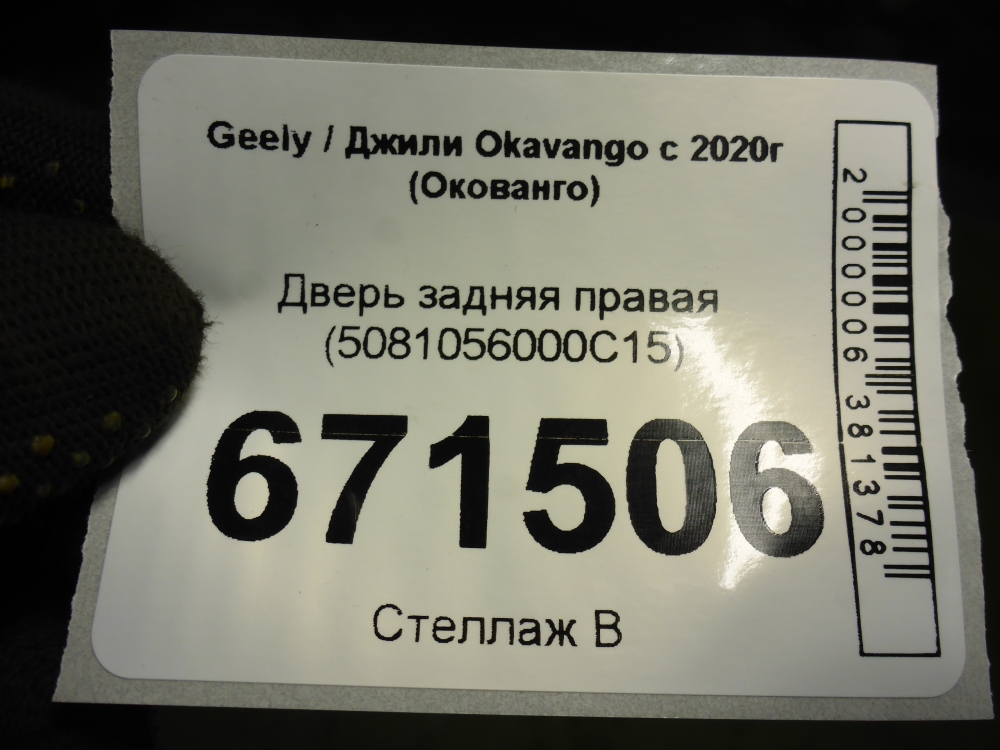 Geely / Джили Okavango с 2020г
(Окованго)
Дверь задняя правая
(5081056000C15)
671506
Стеллаж В
2000006381378